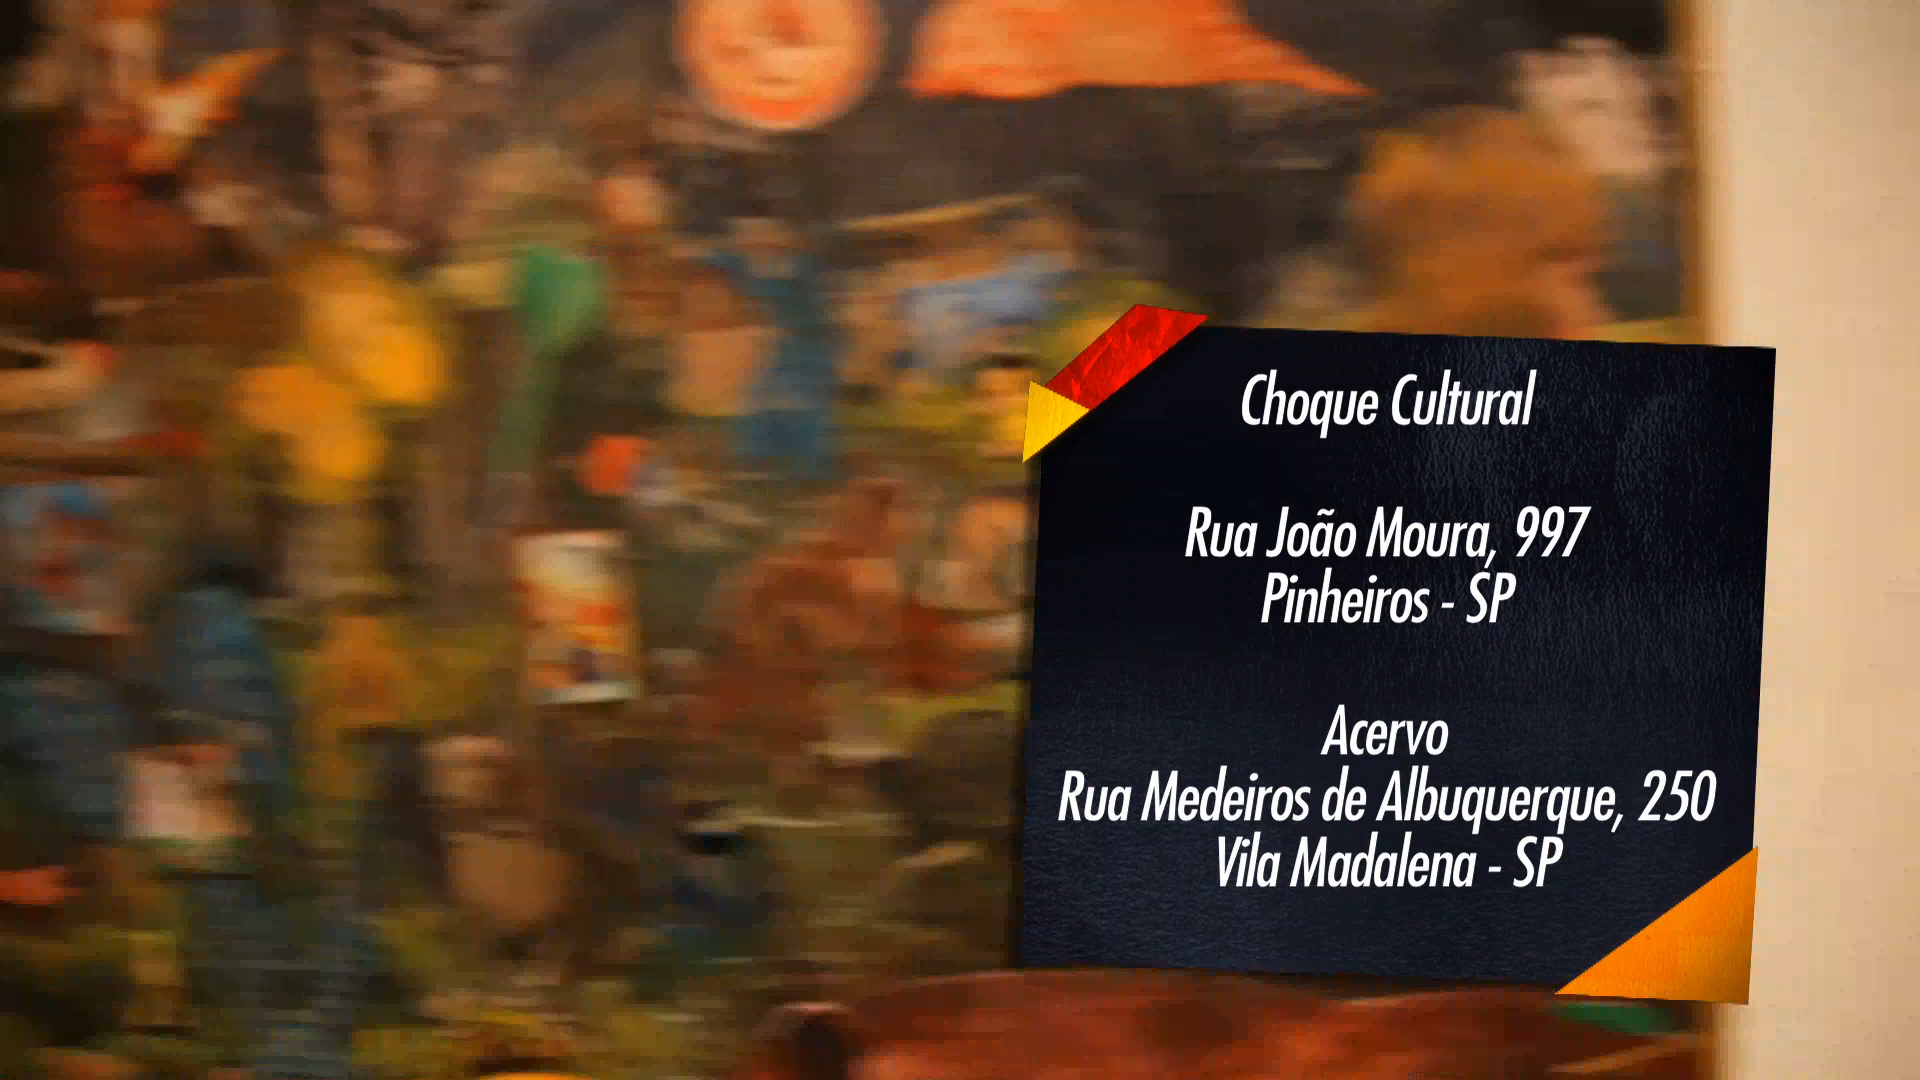 Choque Cultural
Rua João Moura, 997
Pinheiros - SP
Acervo
Rua Medeiros de Albuquerque, 250
Vila Madalena - SP